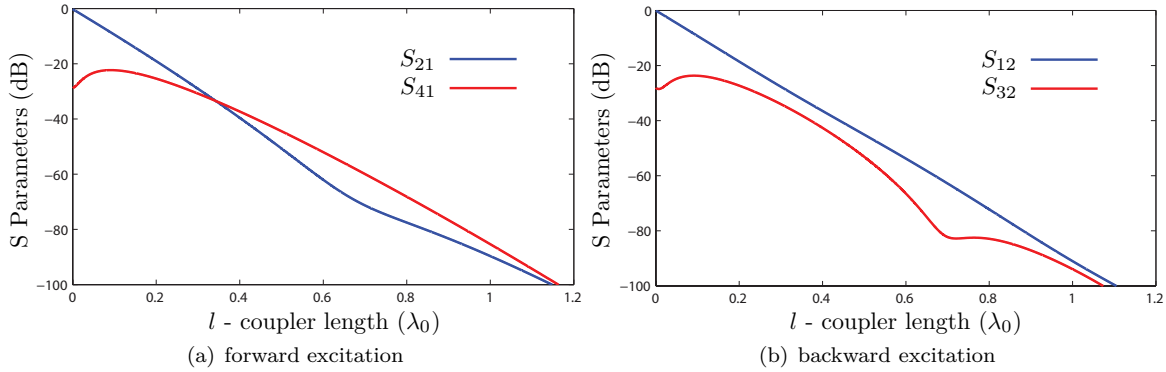 S Parameters (dB)
0
−20
−40
−60
−80
−100
S21
S41
0
0.2
0.4
0.6
0.8
1
1.2
l - coupler length (λ0)
(a) forward excitation
S Parameters (dB)
0
−20
−40
−60
−80
−100
S12
S32
0
0.2
0.4
0.6
0.8
1
1.2
l - coupler length (λ0)
(b) backward excitation